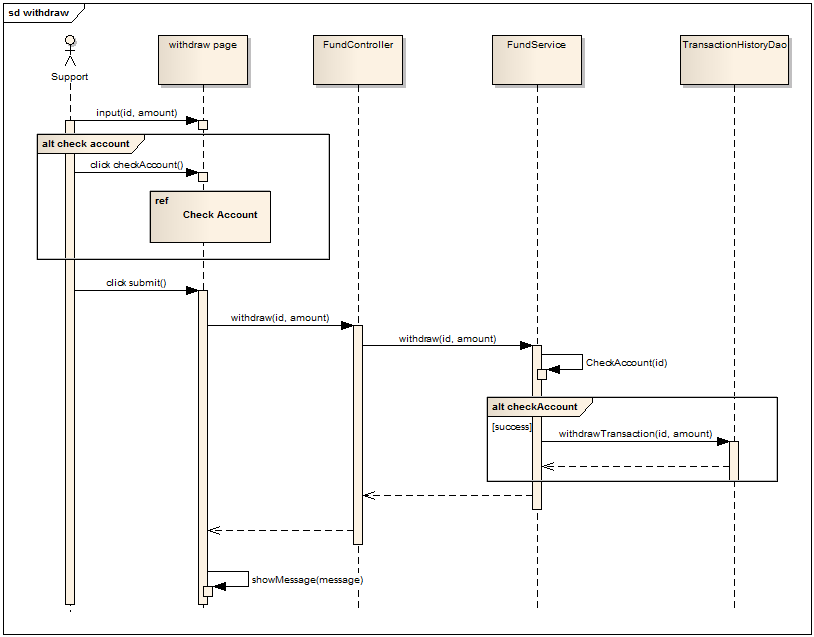 sd withdraw
Support
withdraw page
FundController
FundService
TransactionHistoryDao
input(id, amount)
alt check account
click checkAccount()
ref
Check Account
click submit()
withdraw(id, amount)
withdraw(id, amount)
CheckAccount(id)
alt checkAccount
[success]
withdrawTransaction(id, amount)
showMessage(message)